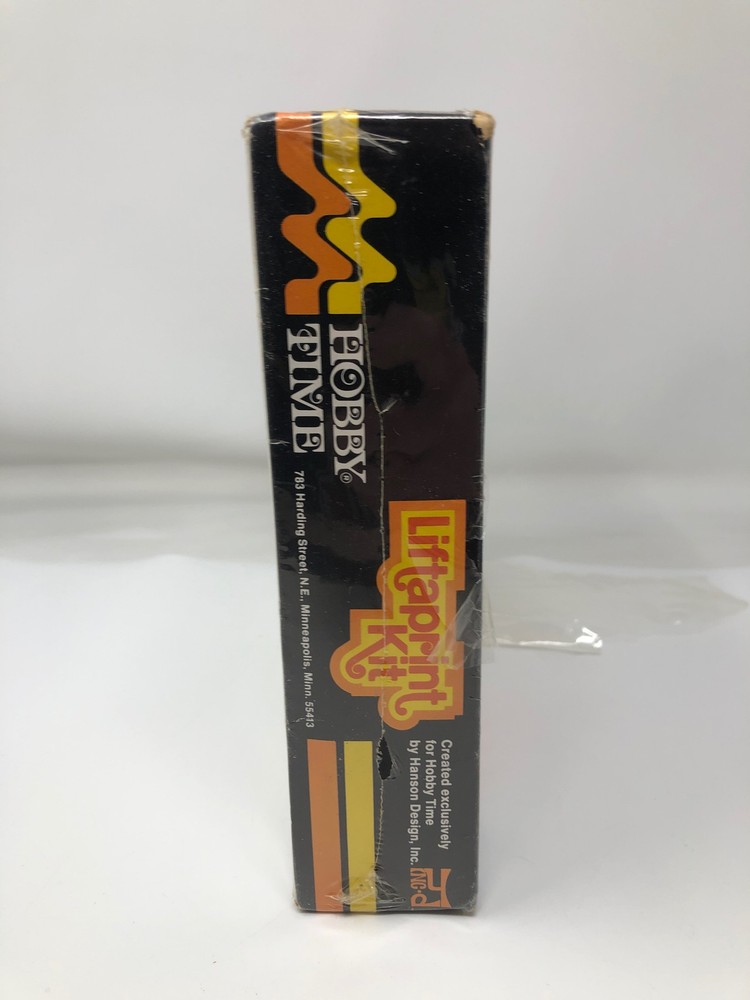 HOBBY®
TIME
783 Harding Street, N.E., Minneapolis, Minn. 55413
Liftaprint
Kit
Created exclusively
for Hobby Time
by Hanson Design, Inc.